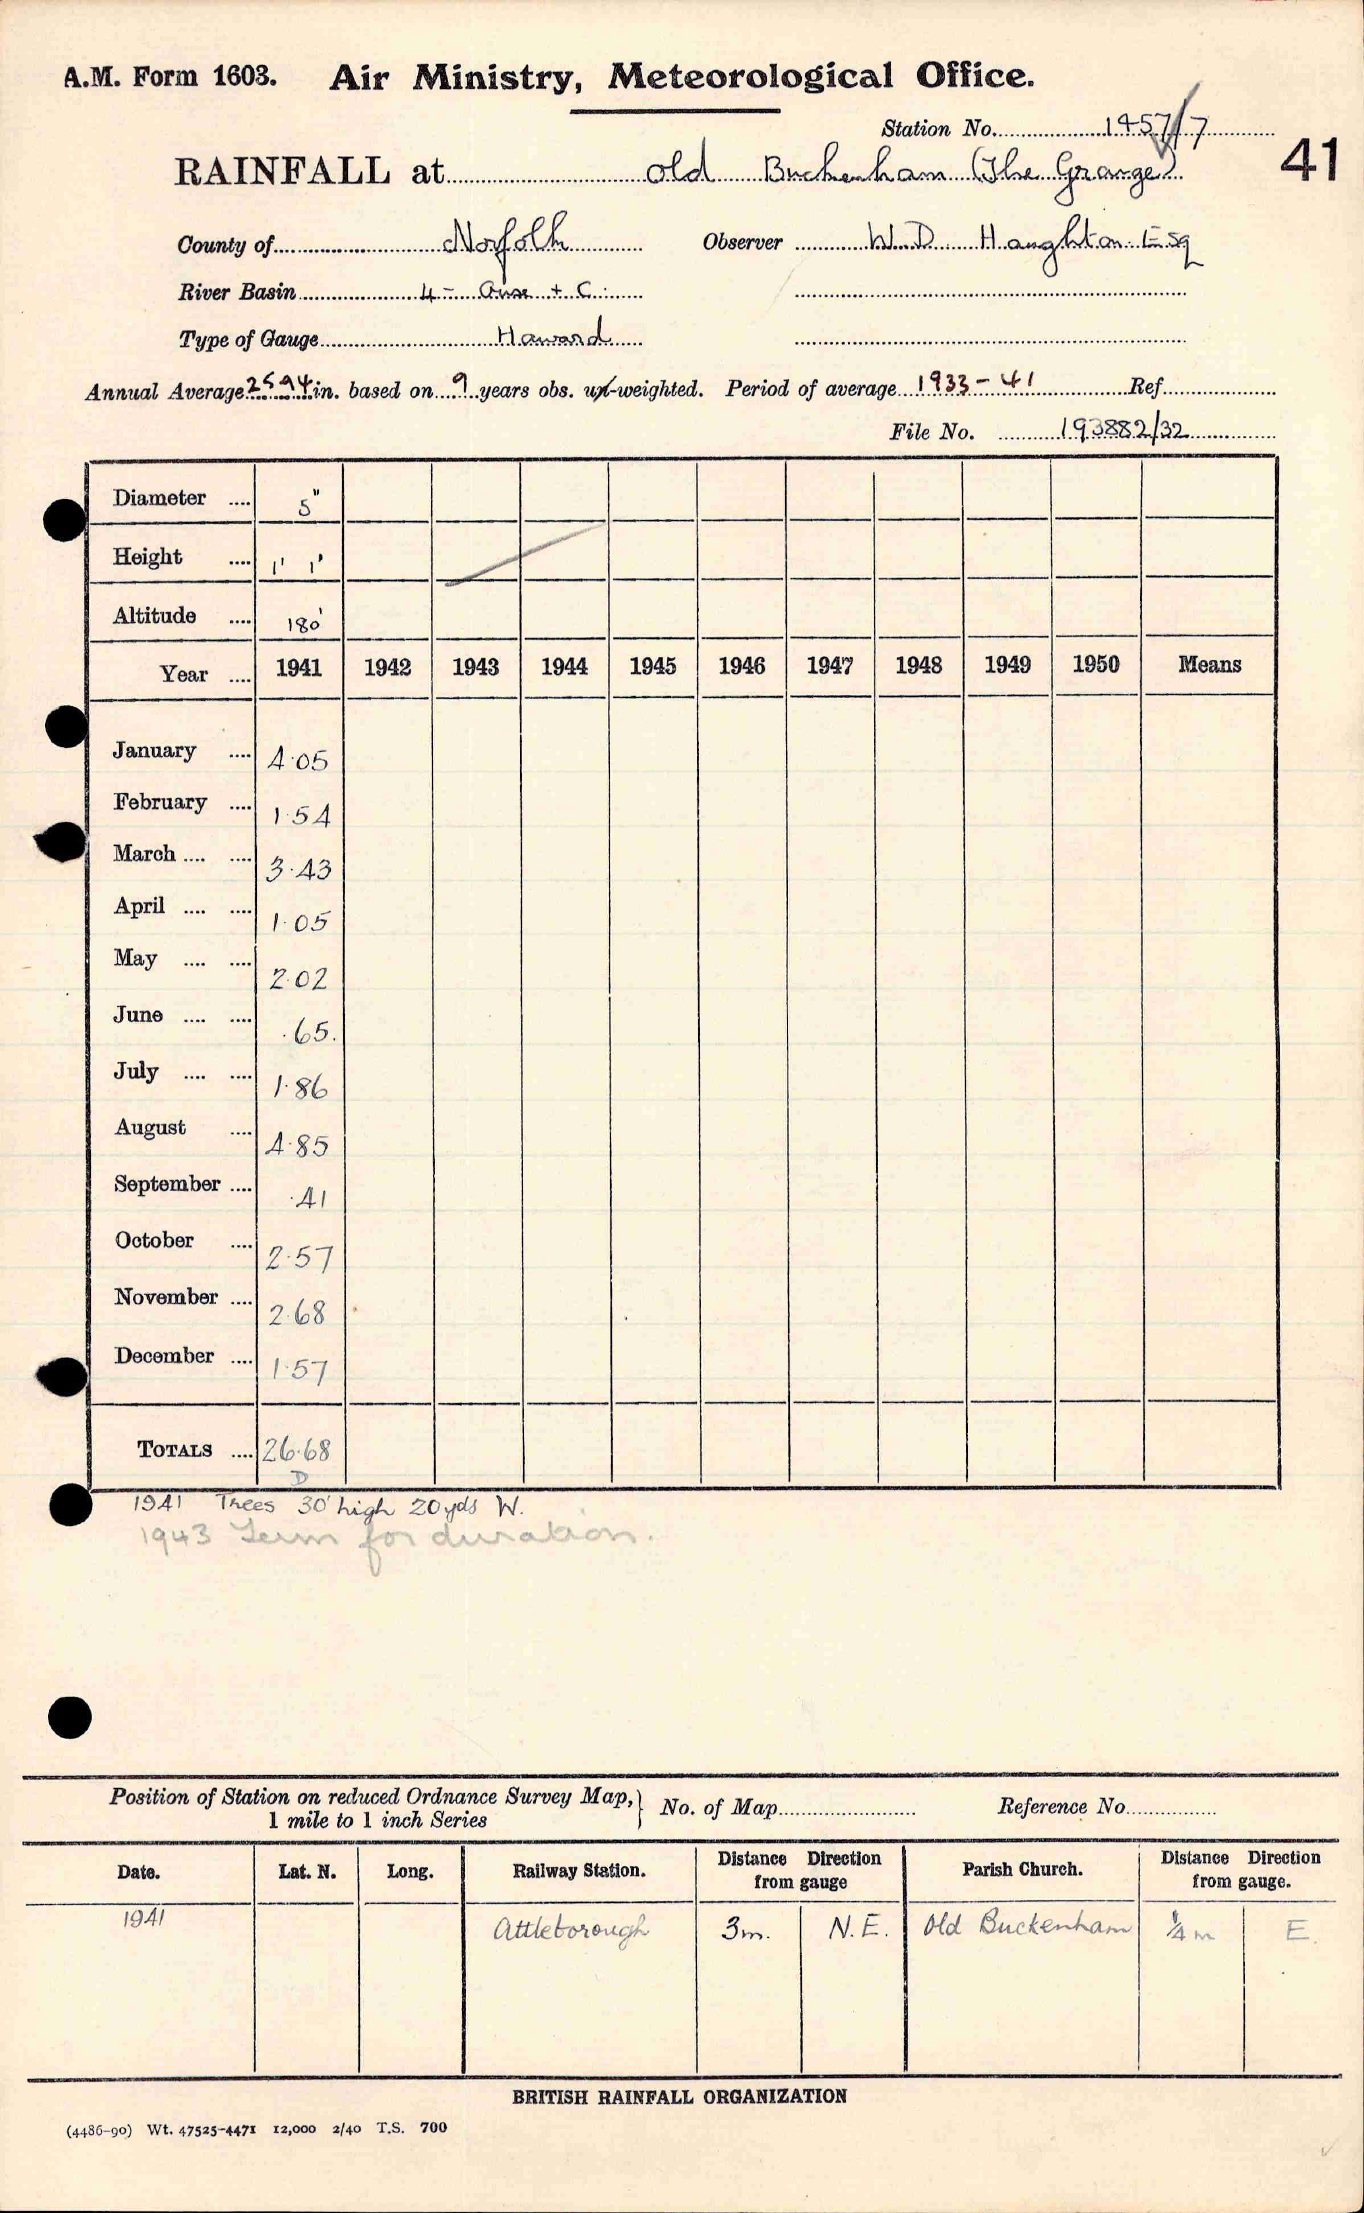 A.M. Form 1603. Air Ministry, Meteorological Office.
Station No. 1457/7
41
RAINFALL at Old Buckenham (The Grange)
County of Norfolk Observer W.D. Haughton Esq
River Basin 4 - Ouse + C.
Type of Gauge Howard
Annual Average 25.94 in. based on 9 years obs. un-weighted. Period of average 1933-41 Ref.
File No. 193882/32
Diameter .... 5"
Height .... 1' 1'
Altitude .... 180'
Year .... 1941 1942 1943 1944 1945 1946 1947 1948 1949 1950 Means
January .... 4.05
February .... 1.54
March .... .... 3.43
April .... .... 1.05
May .... .... 2.02
June .... .... .65.
July .... .... 1.86
August .... 4.85
September .... .41
October .... 2.57
November .... 2.68
December .... 1.57
TOTALS .... 26.68
D
1941 Trees 30' high 20yds W.
1943 Term for duration.
Position of Station on reduced Ordnance Survey Map,} No. of Map Reference No.
1 mile to 1 inch Series
Date. Lat. N. Long. Railway Station. Distance Direction from gauge Parish Church. Distance Direction from gauge.
1941 Attleborough 3m. N.E. Old Buckenham 1/4 m E.
BRITISH RAINFALL ORGANIZATION
(4486-90) Wt. 47525-4471 12,000 2/40 T.S. 700